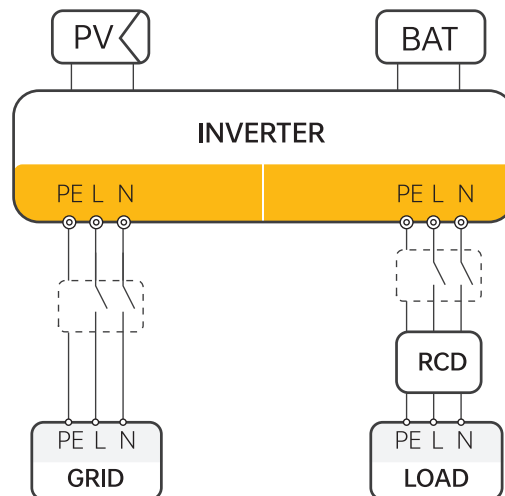 PV BAT
INVERTER
PE L N PE L N
RCD
PE L N PE L N
GRID LOAD